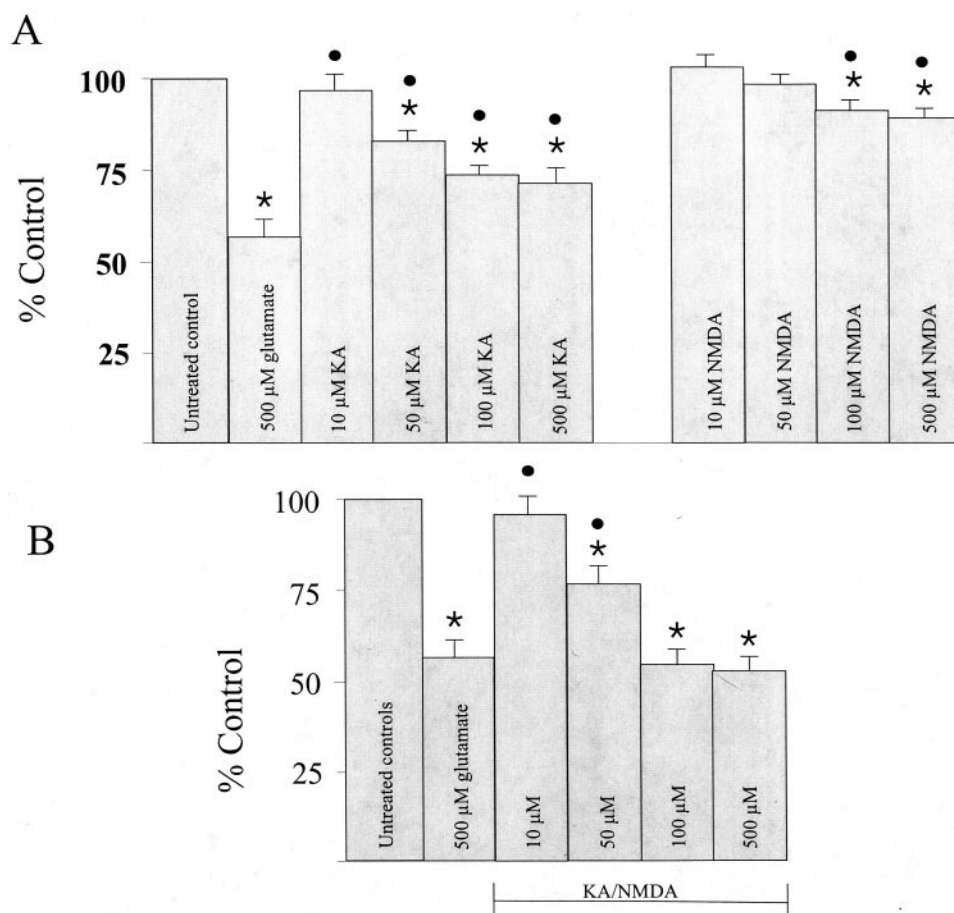 A
% Control
100
75
50
25
Untreated control
500 μM glutamate
10 μM KA
50 μM KA
100 μM KA
500 μM KA
10 μM NMDA
50 μM NMDA
100 μM NMDA
500 μM NMDA
*
*
*
*
*
*
B
% Control
100
75
50
25
Untreated controls
500 μM glutamate
10 μM
50 μM
100 μM
500 μM
*
*
*
*
KA/NMDA